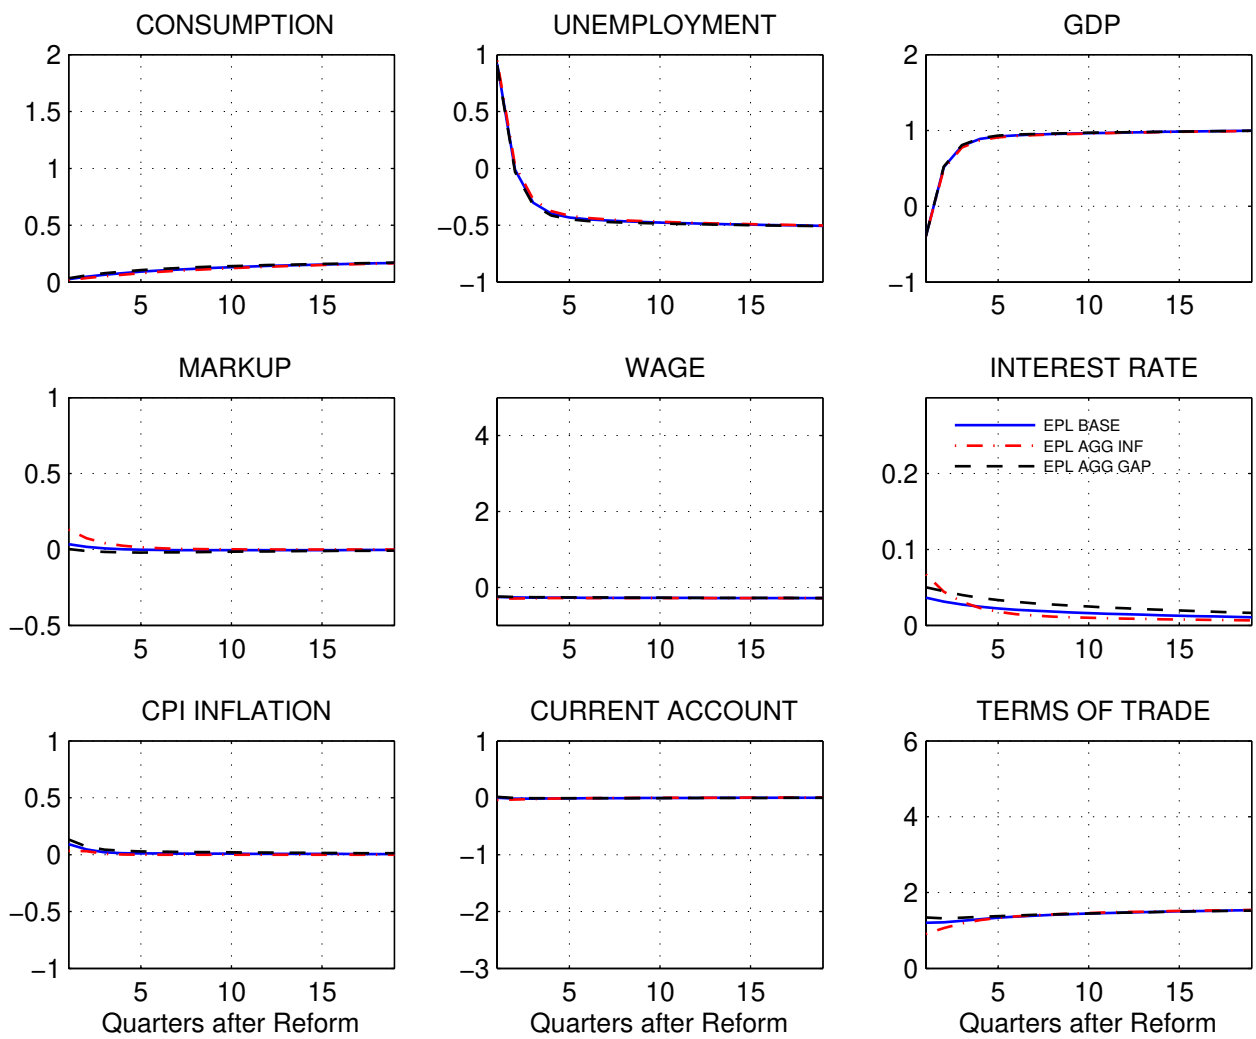 CONSUMPTION
2
1.5
1
0.5
0
5 10 15
UNEMPLOYMENT
1
0.5
0
−0.5
−1
5 10 15
GDP
2
1
0
−1
5 10 15
MARKUP
1
0.5
0
−0.5
5 10 15
WAGE
4
2
0
5 10 15
INTEREST RATE
EPL BASE
EPL AGG INF
EPL AGG GAP
0.2
0.1
0
5 10 15
CPI INFLATION
1
0.5
0
−0.5
−1
5 10 15
Quarters after Reform
CURRENT ACCOUNT
1
0
−1
−2
−3
5 10 15
Quarters after Reform
TERMS OF TRADE
6
4
2
0
5 10 15
Quarters after Reform